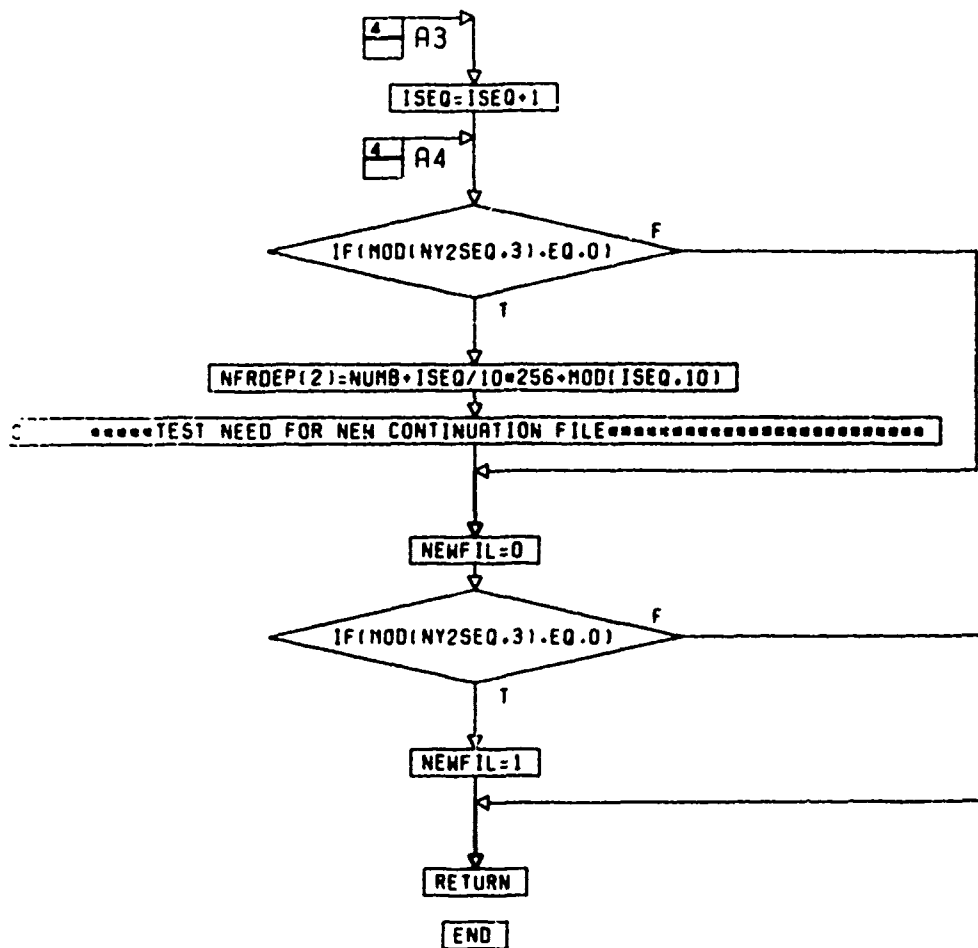 4 A3
ISEQ=ISEQ+1
4 A4
IF(MOD(NY2SEQ,3).EQ.0)
F
T
NFRDEP(2)=NUMB+ISEQ/10*256+MOD(ISEQ,10)
C *****TEST NEED FOR NEW CONTINUATION FILE*************************
NEWFIL=0
IF(MOD(NY2SEQ,3).EQ.0)
F
T
NEWFIL=1
RETURN
END